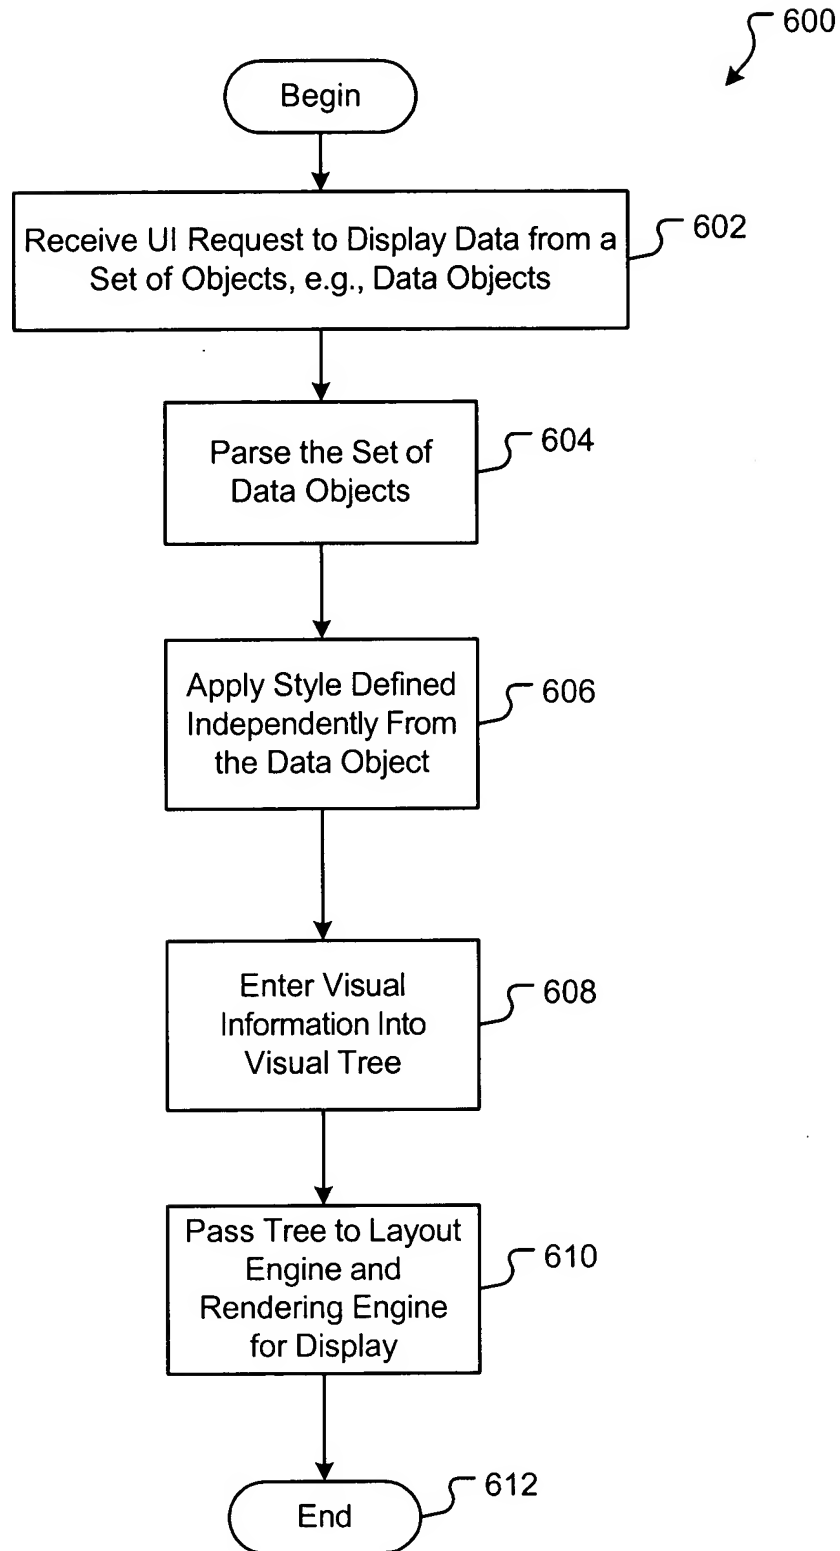 600
Begin
Receive UI Request to Display Data from a
Set of Objects, e.g., Data Objects
602
Parse the Set of
Data Objects
604
Apply Style Defined
Independently From
the Data Object
606
Enter Visual
Information Into
Visual Tree
608
Pass Tree to Layout
Engine and
Rendering Engine
for Display
610
End
612